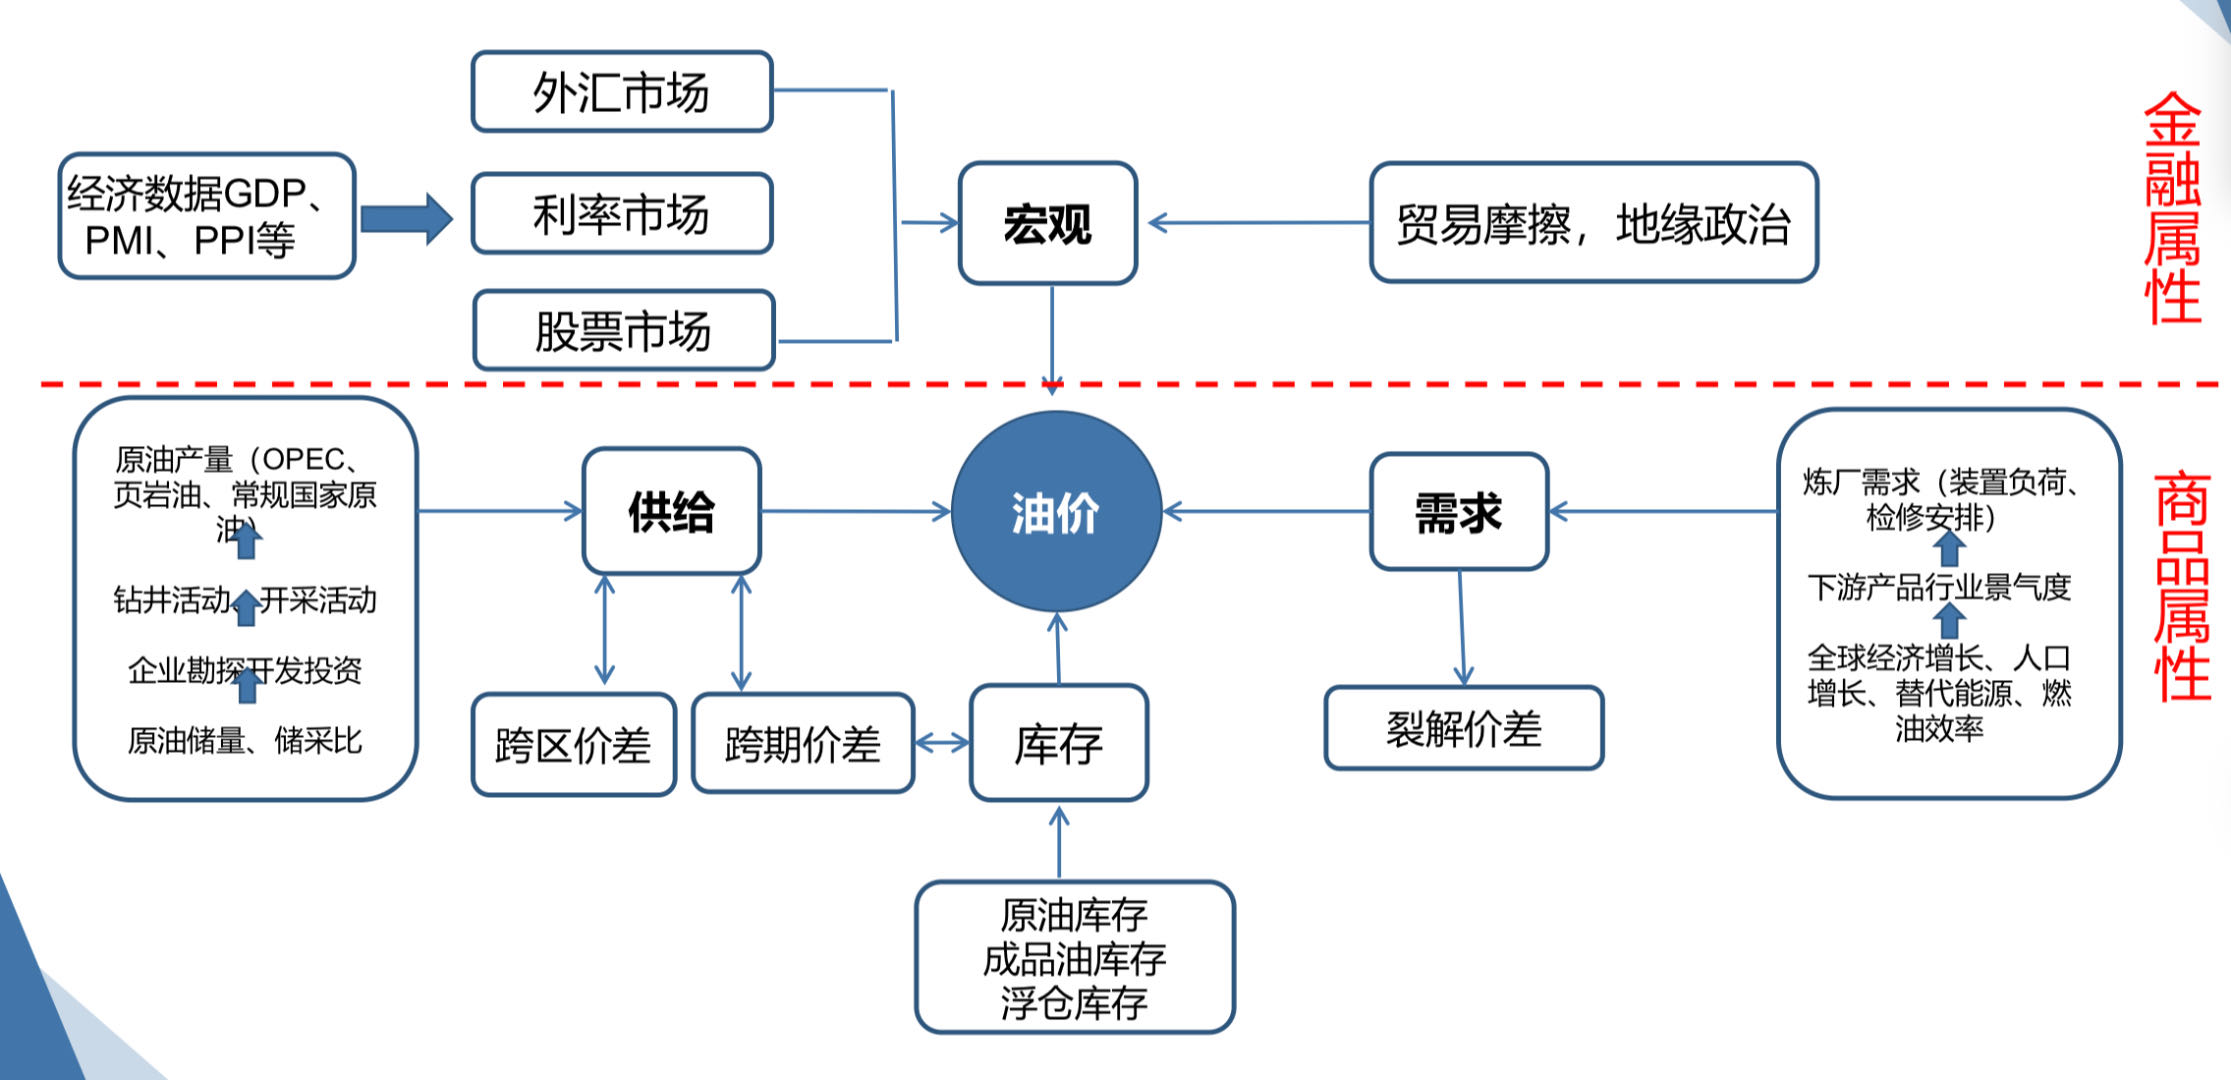 外汇市场
经济数据GDP、
PMI、PPI等
利率市场
股票市场
宏观
贸易摩擦，地缘政治
金融属性
原油产量（OPEC、
页岩油、常规国家原
油）
钻井活动、开采活动
企业勘探开发投资
原油储量、储采比
供给
油价
需求
炼厂需求（装置负荷、
检修安排）
下游产品行业景气度
全球经济增长、人口
增长、替代能源、燃
油效率
商品属性
跨区价差
跨期价差
库存
裂解价差
原油库存
成品油库存
浮仓库存